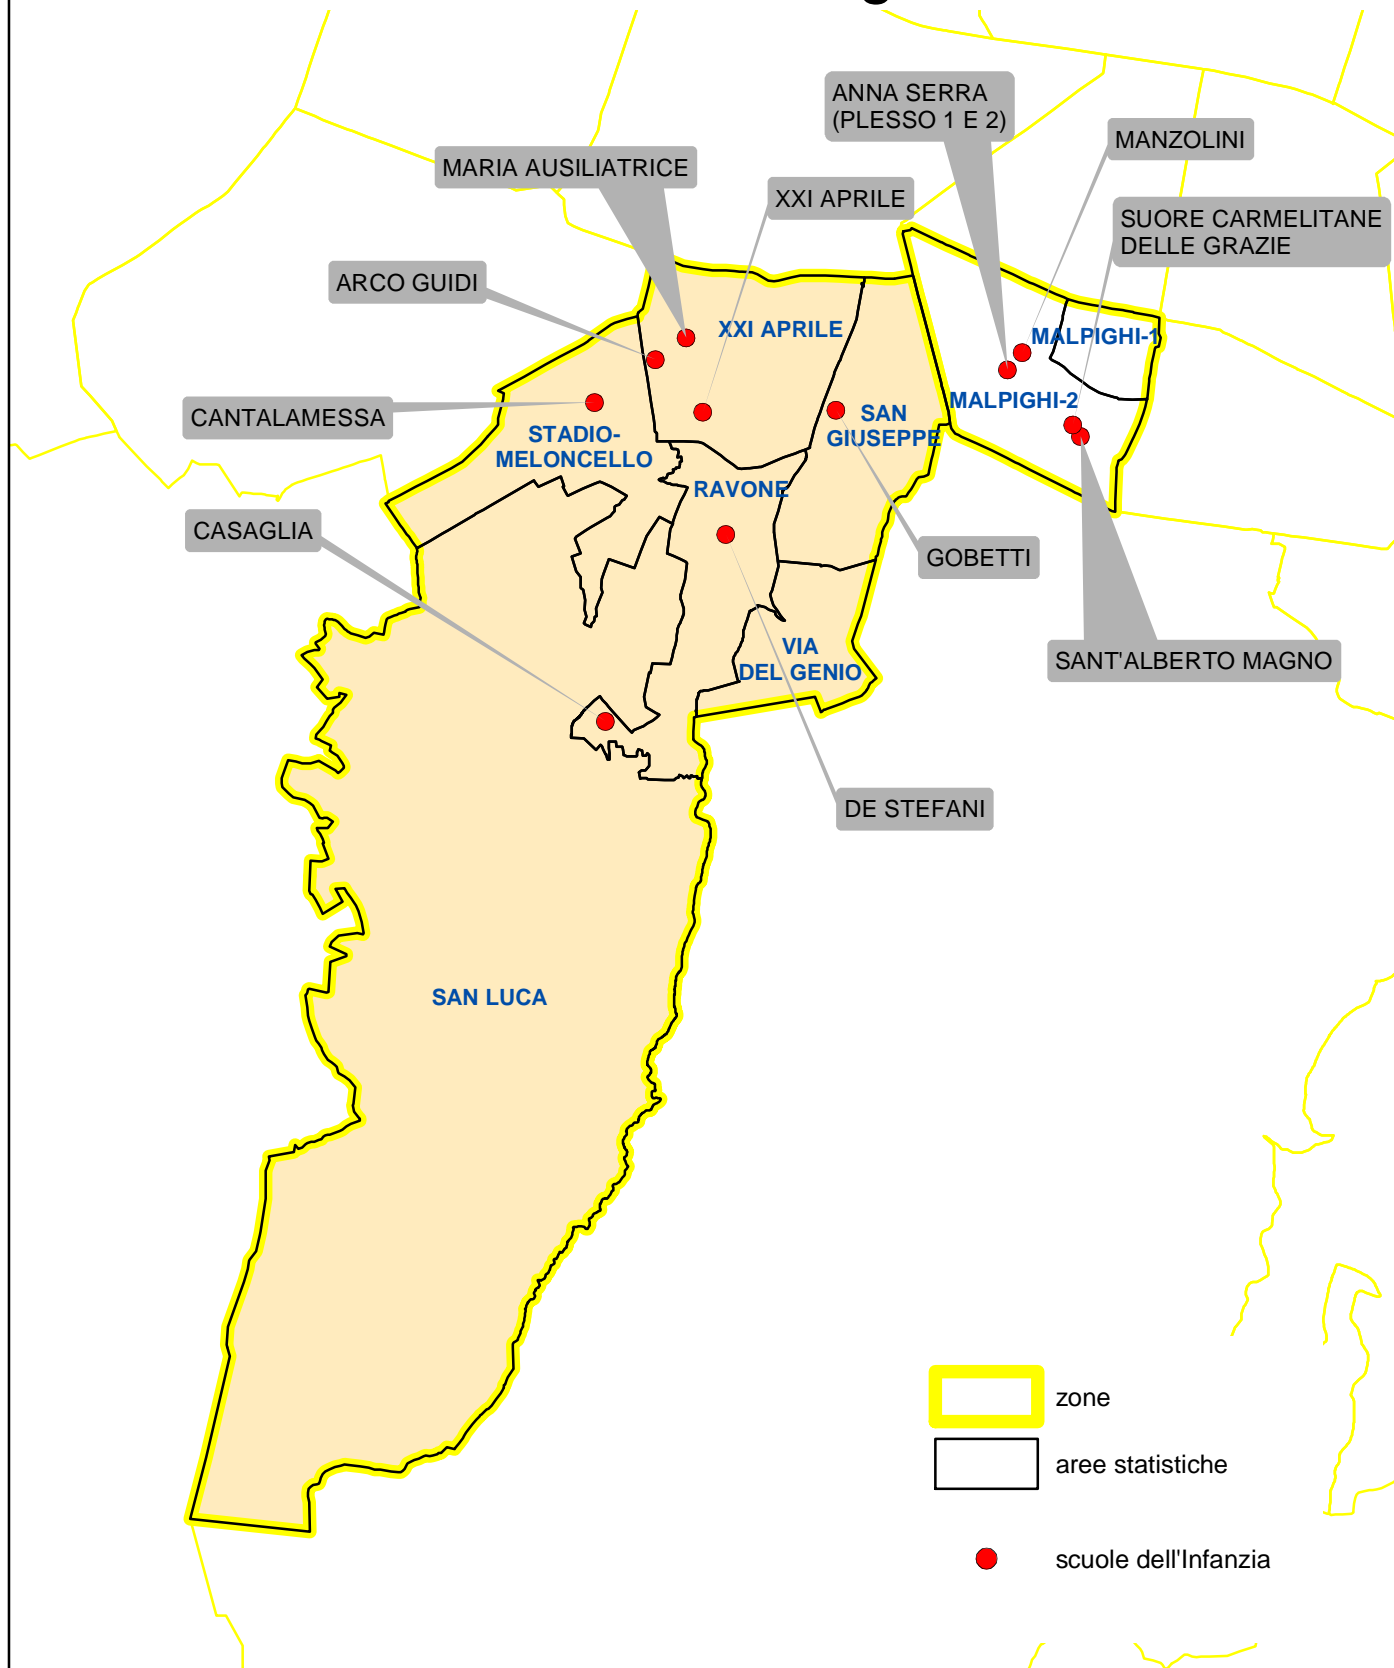 ANNA SERRA
(PLESSO 1 E 2)
MANZOLINI
MARIA AUSILIATRICE
XXI APRILE
SUORE CARMELITANE
DELLE GRAZIE
ARCO GUIDI
XXI APRILE
MALPIGHI-1
CANTALAMESSA
MALPIGHI-2
SAN
GIUSEPPE
STADIO-
MELONCELLO
RAVONE
CASAGLIA
GOBETTI
VIA
DEL GENIO
SANT'ALBERTO MAGNO
DE STEFANI
SAN LUCA
zone
aree statistiche
scuole dell'Infanzia